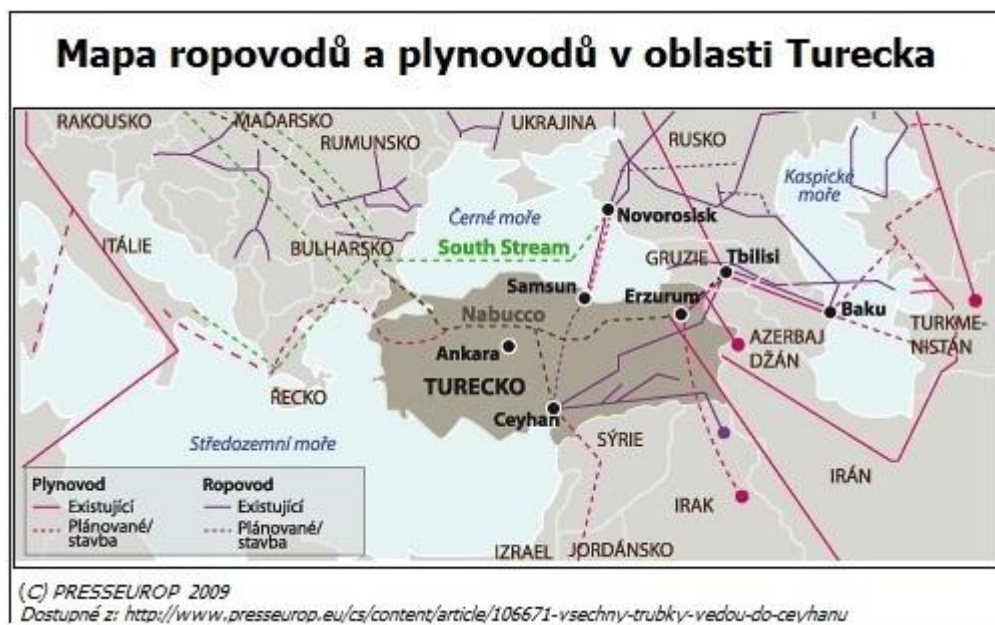 Mapa ropovodů a plynovodů v oblasti Turecka
RAKOUSKO
MAĎARSKO
RUMUNSKO
UKRAJINA
RUSKO
Kaspické
moře
Černé moře
Novorosisk
ITÁLIE
BULHARSKO
South Stream
GRUZIE
Tbilisi
Samsun
Erzurum
Nabucco
Baku
Ankara
AZERBAJ
DŽÁN
TURKME-
NISTÁN
TURECKO
ŘECKO
Ceyhan
SÝRIE
Středozemní moře
IRÁN
IRAK
IZRAEL
JORDÁNSKO
Plynovod
Existující
Plánované/
stavba
Ropovod
Existující
Plánované/
stavba
(C) PRESSEUROP 2009
Dostupné z: http://www.presseurop.eu/cs/content/article/106671-vsechny-trubky-vedou-do-ceyhanu